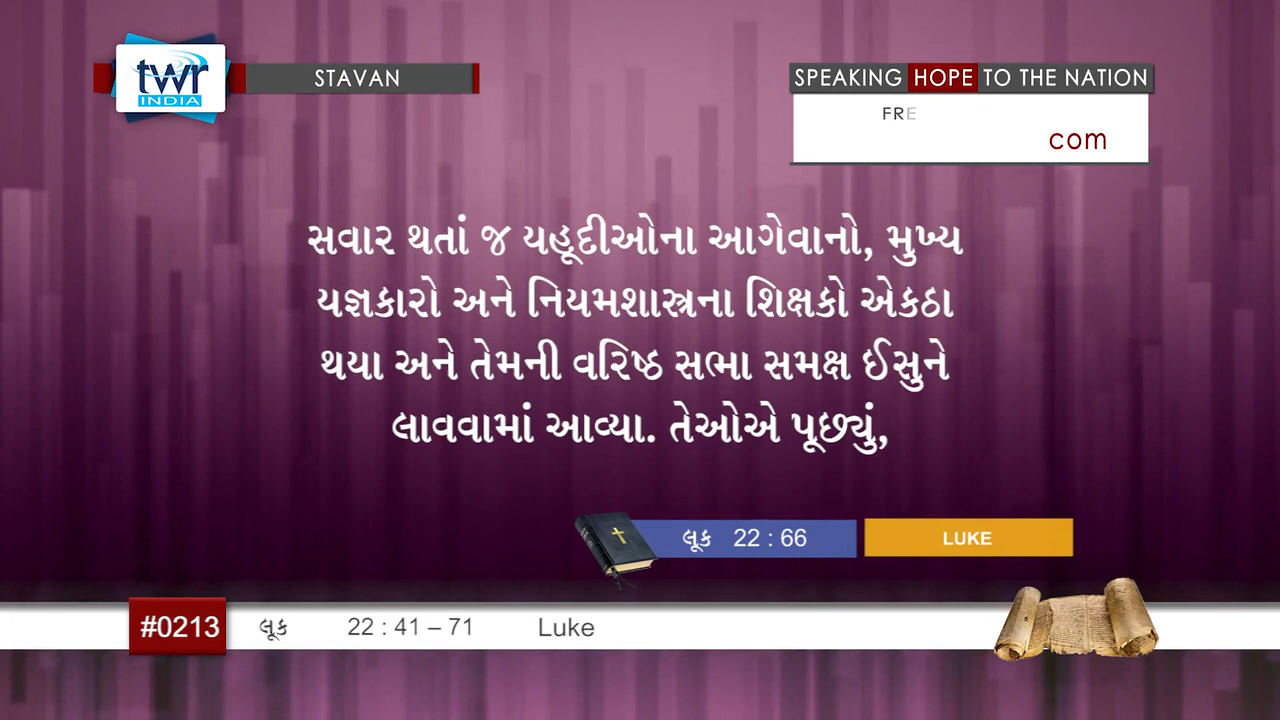 twr
INDIA
STAVAN
SPEAKING HOPE TO THE NATION
FRE
com
સવાર થતાં જ યહૂદીઓના આગેવાનો, મુખ્ય
યજ્ઞકારો અને નિયમશાસ્ત્રના શિક્ષકો એકઠા
થયા અને તેમની વરિષ્ઠ સભા સમક્ષ ઈસુને
લાવવામાં આવ્યા. તેઓએ પૂછ્યું,
લૂક 22 : 66
LUKE
#0213 લૂક 22 : 41 – 71 Luke